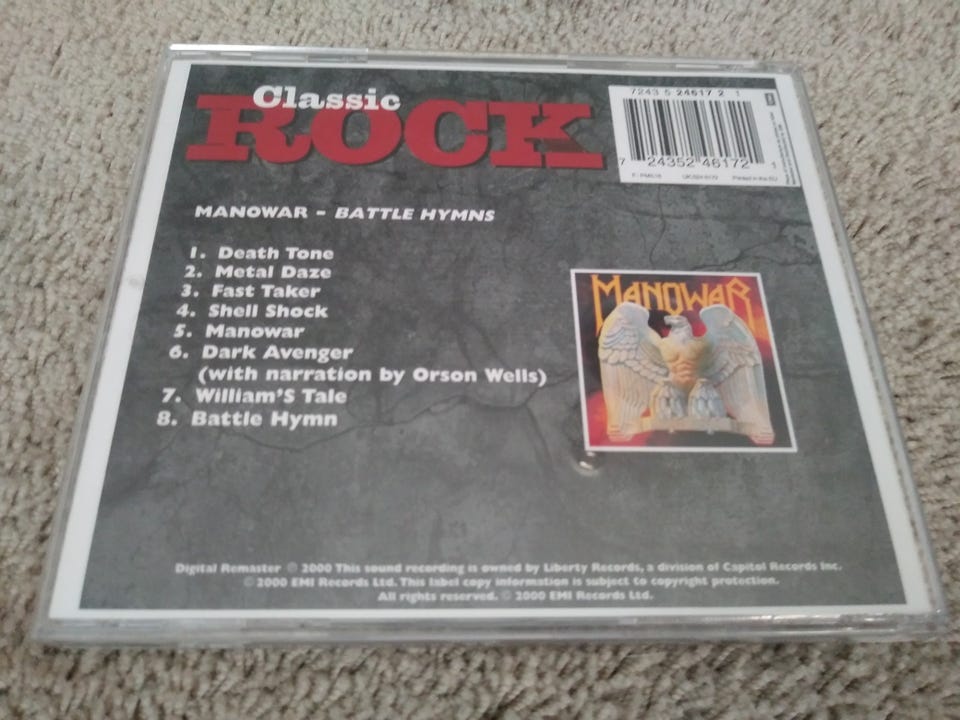 Classic
ROCK
7243 5 24617 2 1
7 24352 46172 1
Printed in the EU
MANOWAR - BATTLE HYMNS
1. Death Tone
2. Metal Daze
3. Fast Taker
4. Shell Shock
5. Manowar
6. Dark Avenger
(with narration by Orson Wells)
7. William'S Tale
8. Battle Hymn
MANOWAR
Digital Remaster ℗ 2000 This sound recording is owned by Liberty Records, a division of Capitol Records Inc.
© 2000 EMI Records Ltd. This label copy information is subject to copyright protection.
All rights reserved. © 2000 EMI Records Ltd.